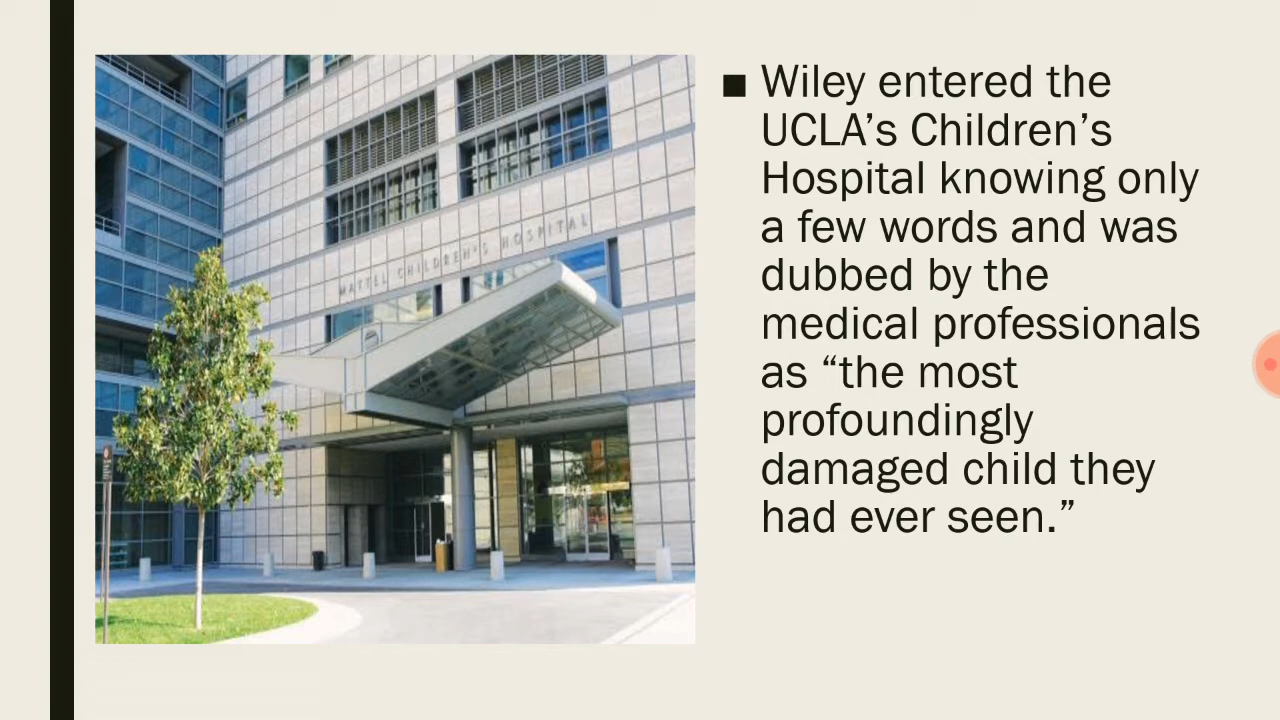 MATTEL CHILDREN'S HOSPITAL
■ Wiley entered the
UCLA’s Children’s
Hospital knowing only
a few words and was
dubbed by the
medical professionals
as “the most
profoundingly
damaged child they
had ever seen.”